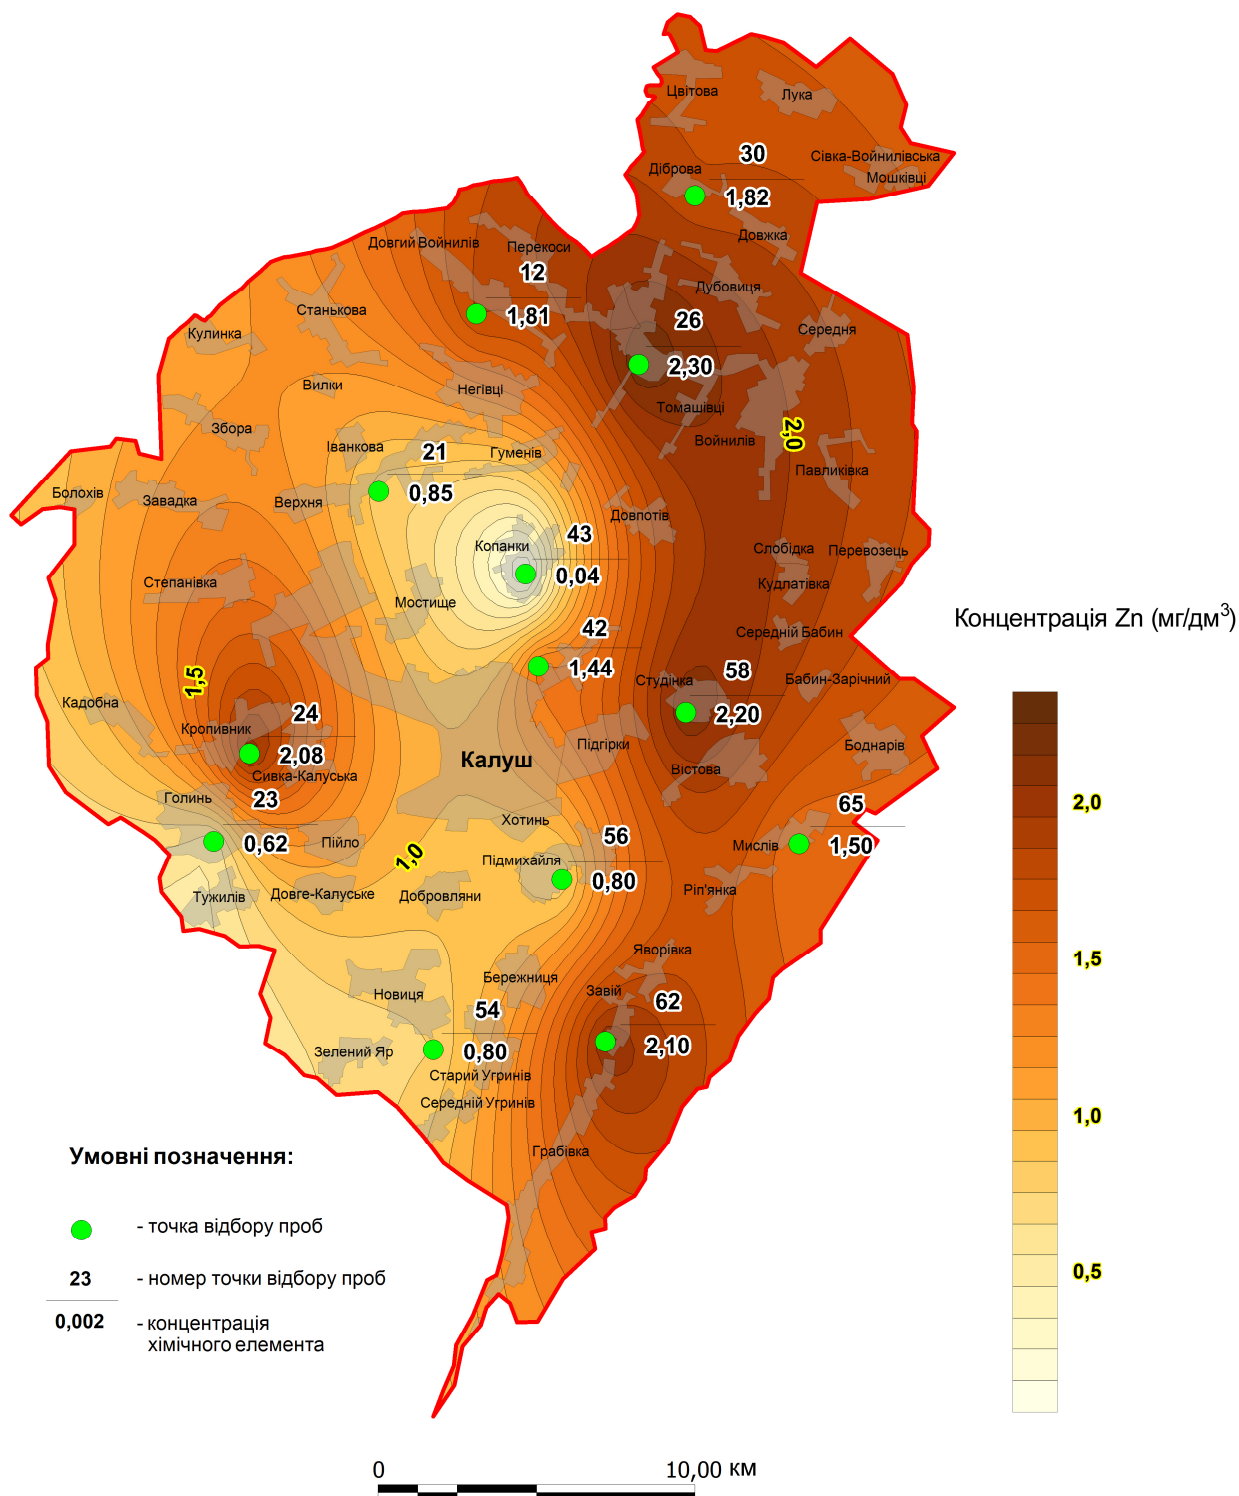 Цвітова
Лука
30
Сівка-Войнилівська
Діброва
Мошківці
1,82
Довжка
Довгий Войнилів
Перекоси
12
Дубовиця
Станькова
1,81
26
Середня
Кулинка
2,30
Вилки
Негівці
Томашівці
Збора
2,0
Войнилів
Іванкова
21
Гуменів
Павликівка
Болохів
Завадка
Верхня
0,85
Довпотів
43
Копанки
Слобідка
Перевозець
Степанівка
0,04
Кудлатівка
Мостище
42
Середній Бабин
Концентрація Zn (мг/дм³)
1,44
58
1,5
Студінка
Бабин-Зарічний
Кадобна
24
2,20
Кропивник
Підгірки
Боднарів
2,08
Калуш
Сивка-Калуська
Вістова
Голинь
23
65
2,0
Хотинь
0,62
Пійло
56
Мислів
1,50
1,0
Підмихайля
0,80
Тужилів
Довге-Калуське
Добровляни
Ріп'янка
Яворівка
1,5
Бережниця
Новиця
Завій
62
54
Зелений Яр
0,80
2,10
Старий Угринів
Середній Угринів
1,0
Грабівка
Умовні позначення:
- точка відбору проб
0,5
23
- номер точки відбору проб
0,002
- концентрація
хімічного елемента
0
10,00 км